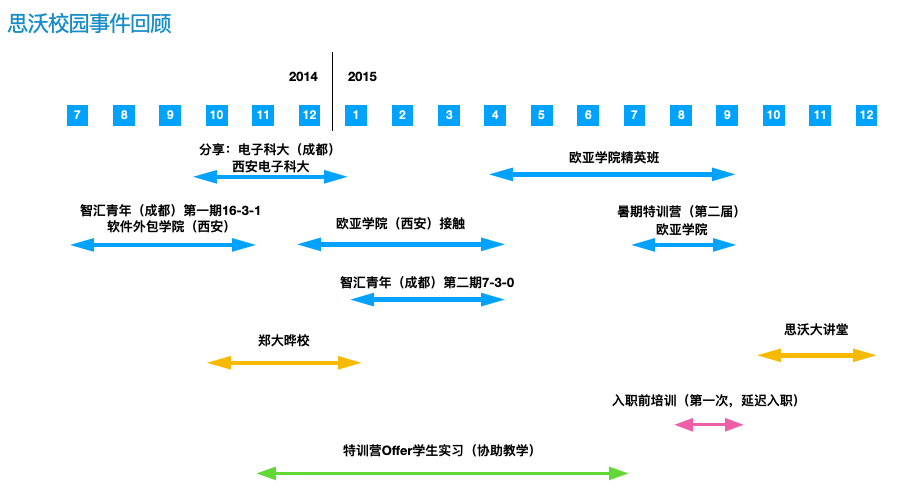 思沃校园事件回顾
2014 2015
7 8 9 10 11 12 1 2 3 4 5 6 7 8 9 10 11 12
分享：电子科大（成都）
西安电子科大
欧亚学院精英班
智汇青年（成都）第一期16-3-1
软件外包学院（西安）
欧亚学院（西安）接触
暑期特训营（第二届）
欧亚学院
智汇青年（成都）第二期7-3-0
郑大晔校
思沃大讲堂
入职前培训（第一次，延迟入职）
特训营Offer学生实习（协助教学）